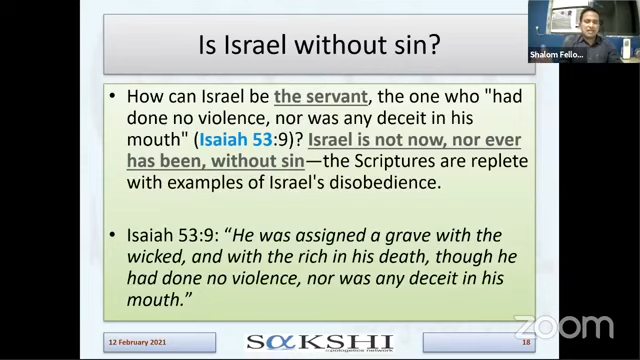 Is Israel without sin?
Shalom Fello...
• How can Israel be the servant, the one who "had
done no violence, nor was any deceit in his
mouth" (Isaiah 53:9)? Israel is not now, nor ever
has been, without sin—the Scriptures are replete
with examples of Israel's disobedience.
• Isaiah 53:9: “He was assigned a grave with the
wicked, and with the rich in his death, though he
had done no violence, nor was any deceit in his
mouth.”
12 February 2021
SαKSHI
apologetics network
18
zoom